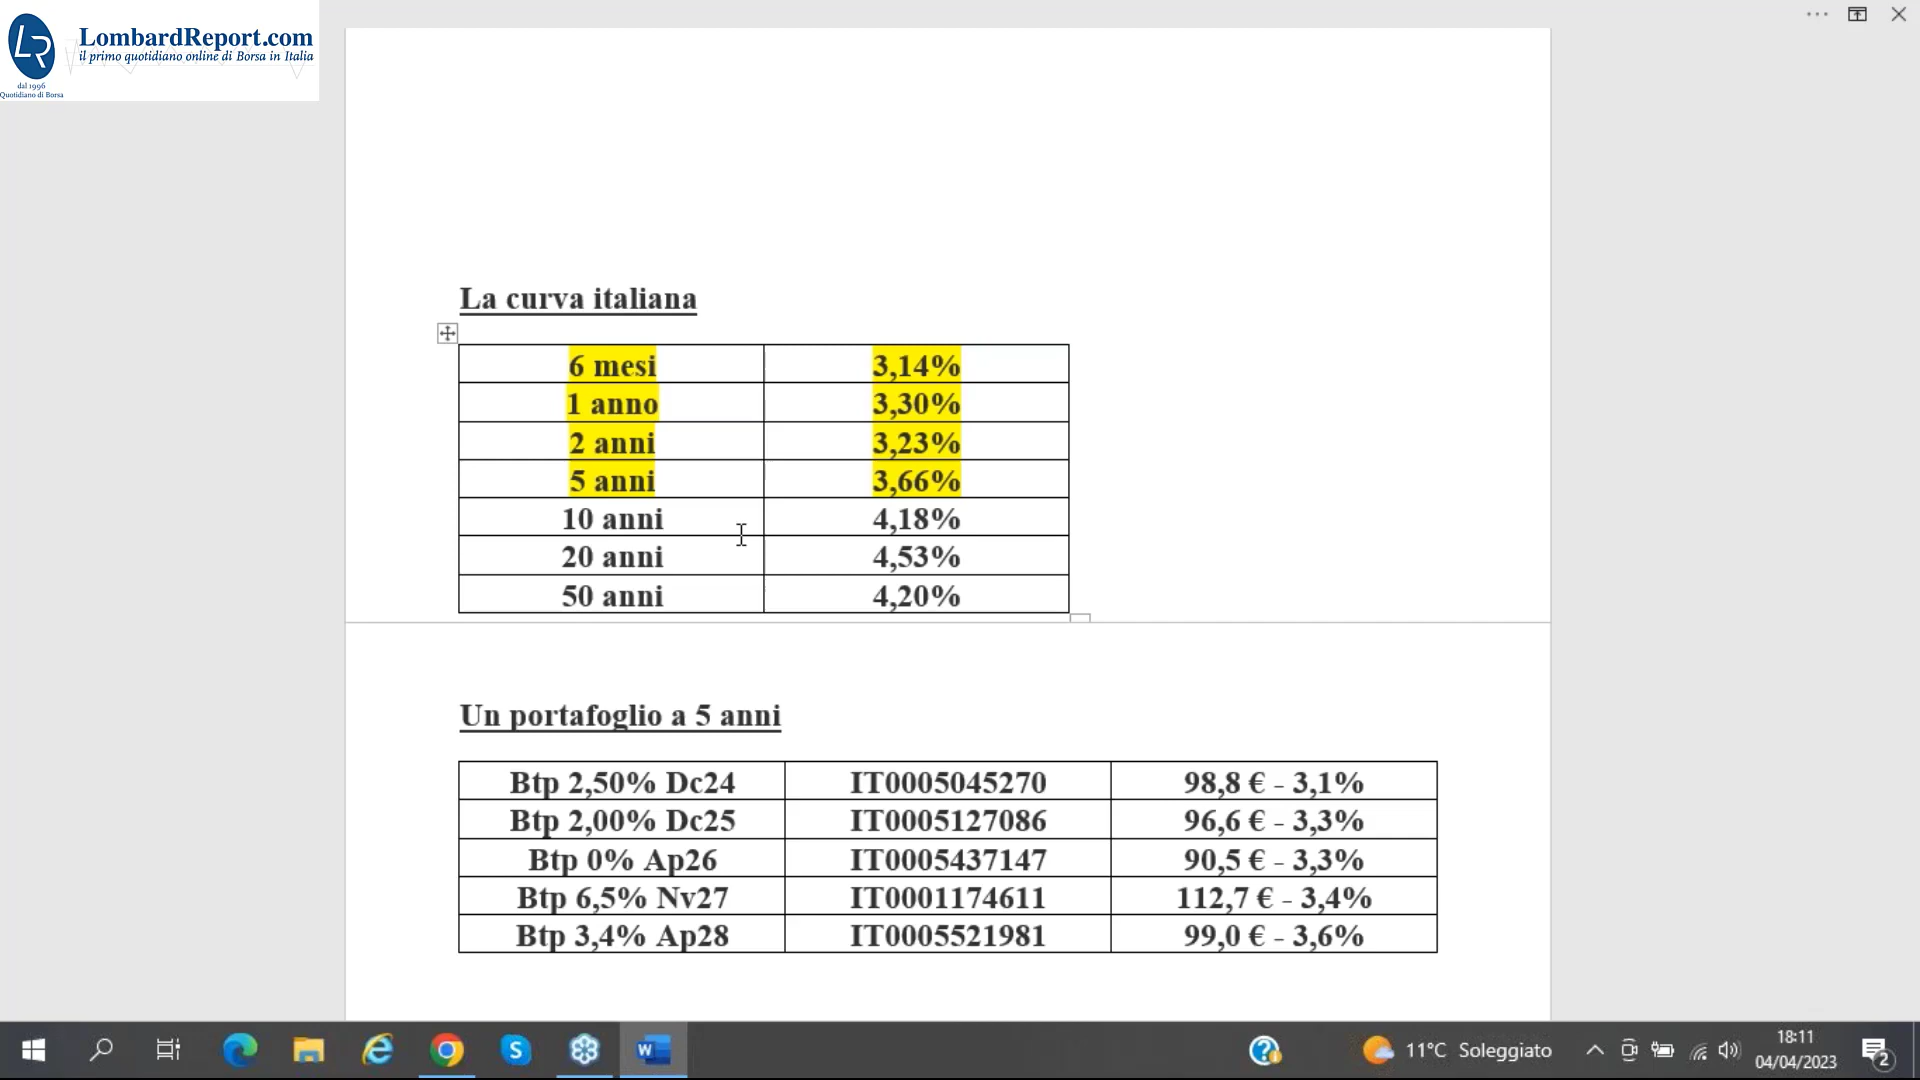 LombardReport.com
il primo quotidiano online di Borsa in Italia
dal 1996
Quotidiano di Borsa
La curva italiana
6 mesi 3,14%
1 anno 3,30%
2 anni 3,23%
5 anni 3,66%
10 anni 4,18%
20 anni 4,53%
50 anni 4,20%
Un portafoglio a 5 anni
Btp 2,50% Dc24 IT0005045270 98,8 € - 3,1%
Btp 2,00% Dc25 IT0005127086 96,6 € - 3,3%
Btp 0% Ap26 IT0005437147 90,5 € - 3,3%
Btp 6,5% Nv27 IT0001174611 112,7 € - 3,4%
Btp 3,4% Ap28 IT0005521981 99,0 € - 3,6%
11°C Soleggiato
18:11
04/04/2023
2